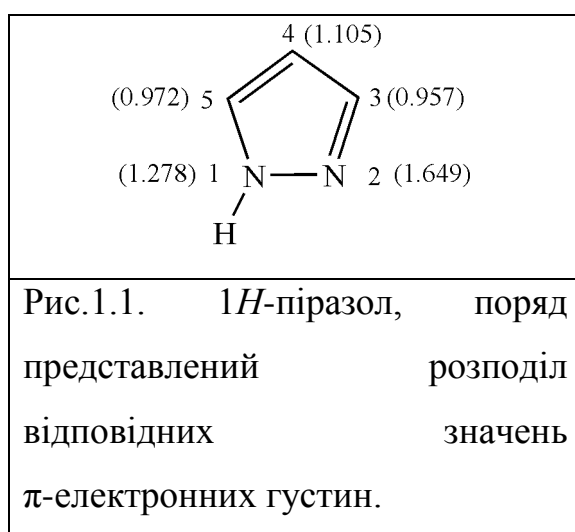 4 (1.105)
(0.972) 5 3 (0.957)
(1.278) 1 N N 2 (1.649)
H
Рис.1.1. 1H-піразол, поряд
представлений розподіл
відповідних значень
π-електронних густин.